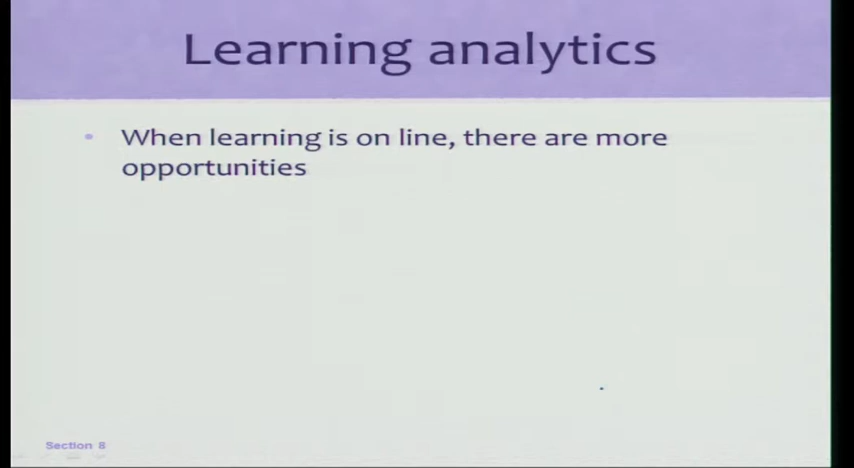 Learning analytics
• When learning is on line, there are more
opportunities
Section 8